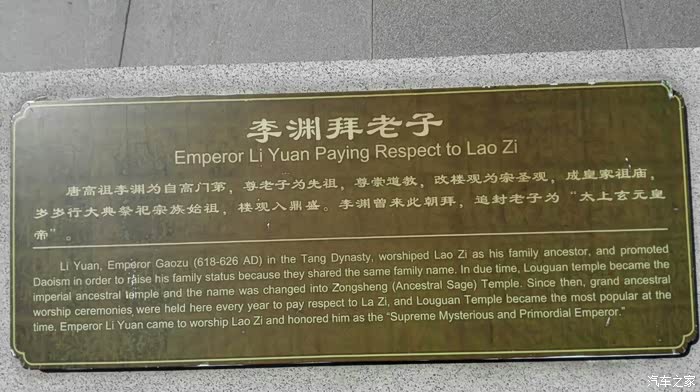 李渊拜老子
Emperor Li Yuan Paying Respect to Lao Zi
唐高祖李渊为自高门第，尊老子为先祖，尊崇道教，改楼观为宗圣观，成皇家祖庙，
多多行大典祭祀宗族始祖，楼观入鼎盛。李渊曾来此朝拜，追封老子为“太上玄元皇
帝”。
Li Yuan, Emperor Gaozu (618-626 AD) in the Tang Dynasty, worshiped Lao Zi as his family ancestor, and promoted
Daoism in order to raise his family status because they shared the same family name. In due time, Louguan temple became the
imperial ancestral temple and the name was changed into Zongsheng (Ancestral Sage) Temple. Since then, grand ancestral
worship ceremonies were held here every year to pay respect to La Zi, and Louguan Temple became the most popular at the
time. Emperor Li Yuan came to worship Lao Zi and honored him as the “Supreme Mysterious and Primordial Emperor.”
汽车之家